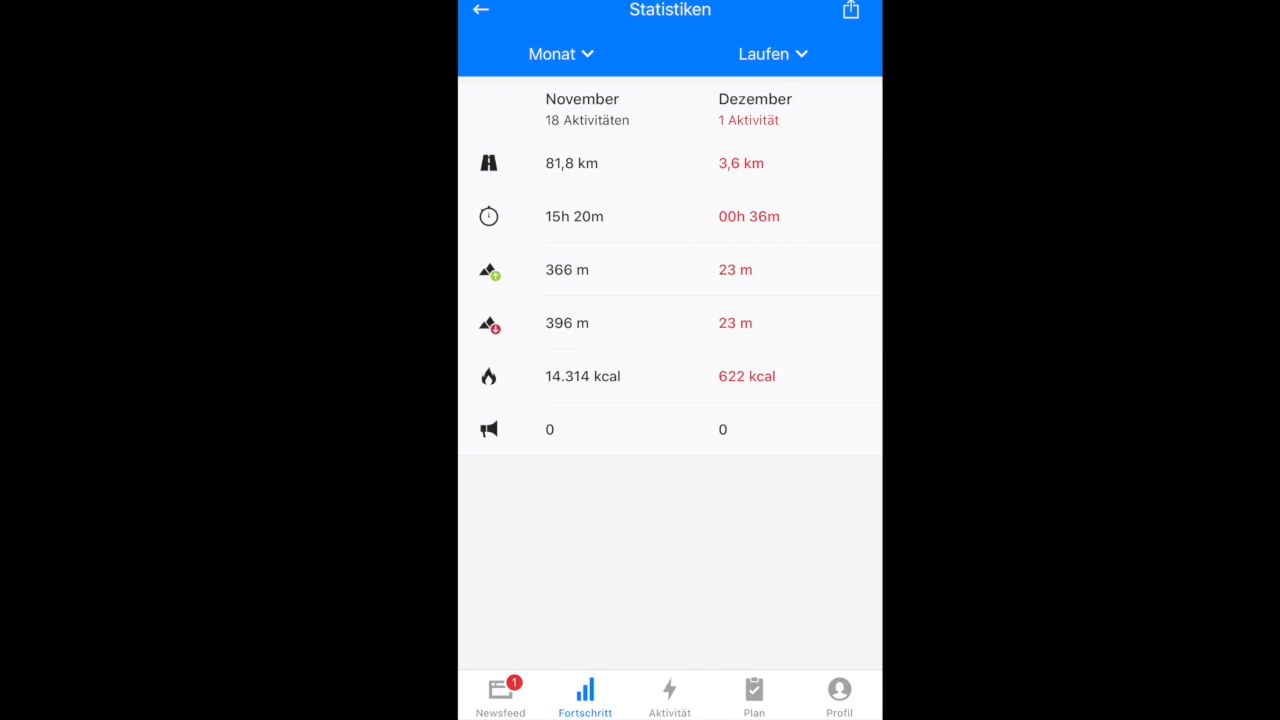 Statistiken
Monat Laufen
November Dezember
18 Aktivitäten 1 Aktivität
81,8 km 3,6 km
15h 20m 00h 36m
366 m 23 m
396 m 23 m
14.314 kcal 622 kcal
0 0
1
Newsfeed Fortschritt Aktivität Plan Profil